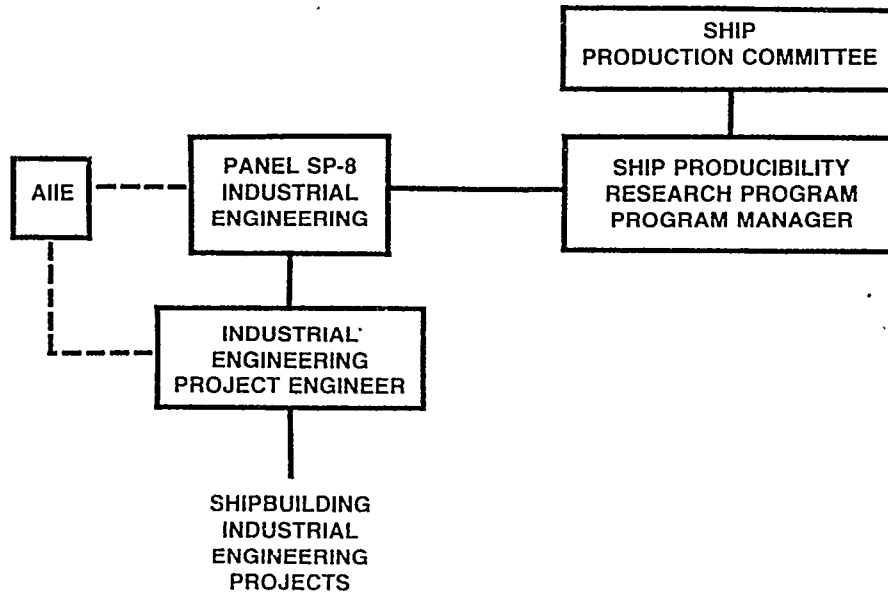 SHIP
PRODUCTION COMMITTEE
AIIE
PANEL SP-8
INDUSTRIAL
ENGINEERING
SHIP PRODUCIBILITY
RESEARCH PROGRAM
PROGRAM MANAGER
INDUSTRIAL
ENGINEERING
PROJECT ENGINEER
SHIPBUILDING
INDUSTRIAL
ENGINEERING
PROJECTS